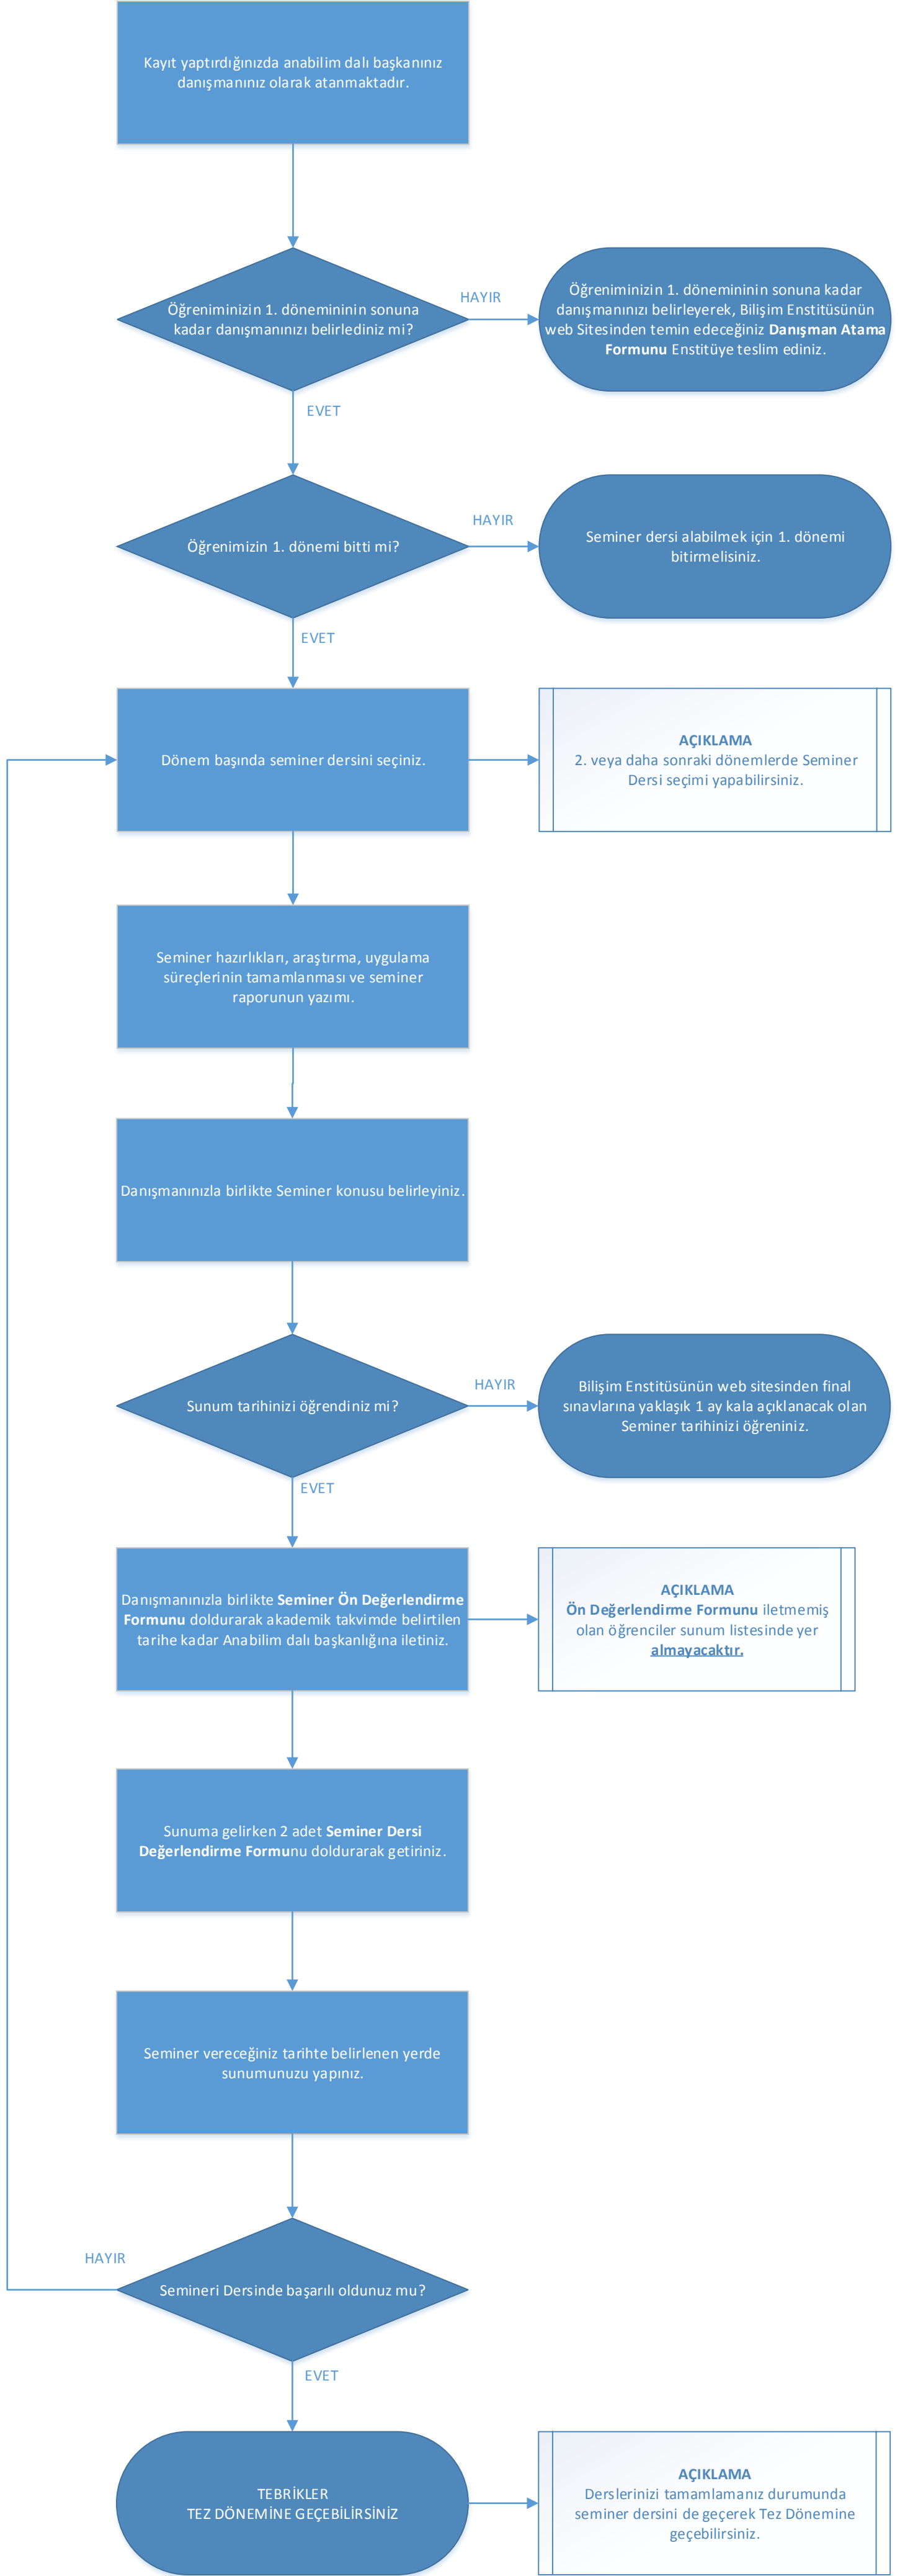 Kayıt yaptırdığınızda anabilim dalı başkanınız
danışmanınız olarak atanmaktadır.
Öğreniminizin 1. döneminin​in sonuna
kadar danışmanınızı belirlediniz mi?
HAYIR
Öğreniminizin 1. döneminin​in sonuna kadar
danışmanınızı belirleyerek, Bilişim Enstitüsünün
web Sitesinden temin edeceğiniz Danışman Atama
Formunu Enstitüye teslim ediniz.
EVET
Öğrenimizin 1. dönemi bitti mi?
HAYIR
Seminer dersi alabilmek için 1. dönemi
bitirmelisiniz.
EVET
Dönem başında seminer dersini seçiniz.
AÇIKLAMA
2. veya daha sonraki dönemlerde Seminer
Dersi seçimi yapabilirsiniz.
Seminer hazırlıkları, araştırma, uygulama
süreçlerinin tamamlanması ve seminer
raporunun yazımı.
Danışmanınızla birlikte Seminer konusu belirleyiniz.
Sunum tarihinizi öğrendiniz mi?
HAYIR
Bilişim Enstitüsünün web sitesinden final
sınavlarına yaklaşık 1 ay kala açıklanacak olan
Seminer tarihinizi öğreniniz.
EVET
Danışmanınızla birlikte Seminer Ön Değerlendirme
Formunu doldurarak akademik takvimde belirtilen
tarihe kadar Anabilim dalı başkanlığına iletiniz.
AÇIKLAMA
Ön Değerlendirme Formunu iletmemiş
olan öğrenciler sunum listesinde yer
almayacaktır.
Sunuma gelirken 2 adet Seminer Dersi
Değerlendirme Formunu doldurarak getiriniz.
Seminer vereceğiniz tarihte belirlenen yerde
sunumunuzu yapınız.
HAYIR
Semineri Dersinde başarılı oldunuz mu?
EVET
TEBRİKLER
TEZ DÖNEMİNE GEÇEBİLİRSİNİZ
AÇIKLAMA
Derslerinizi tamamlamanız durumunda
seminer dersini de geçerek Tez Dönemine
geçebilirsiniz.